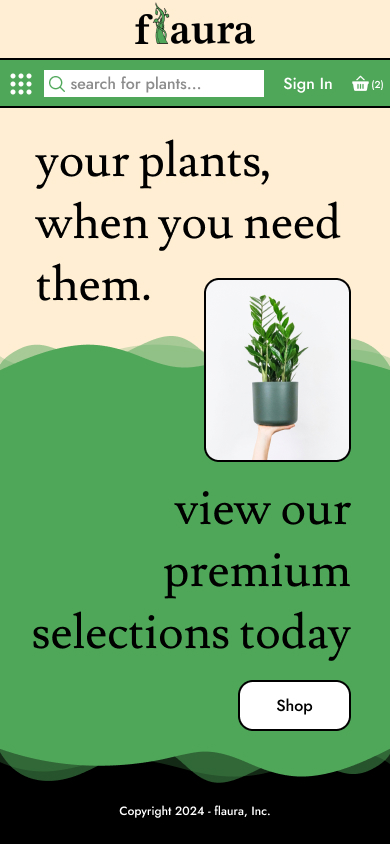 flaura
search for plants...
Sign In
(2)
your plants,
when you need
them.
view our
premium
selections today
Shop
Copyright 2024 - flaura, Inc.